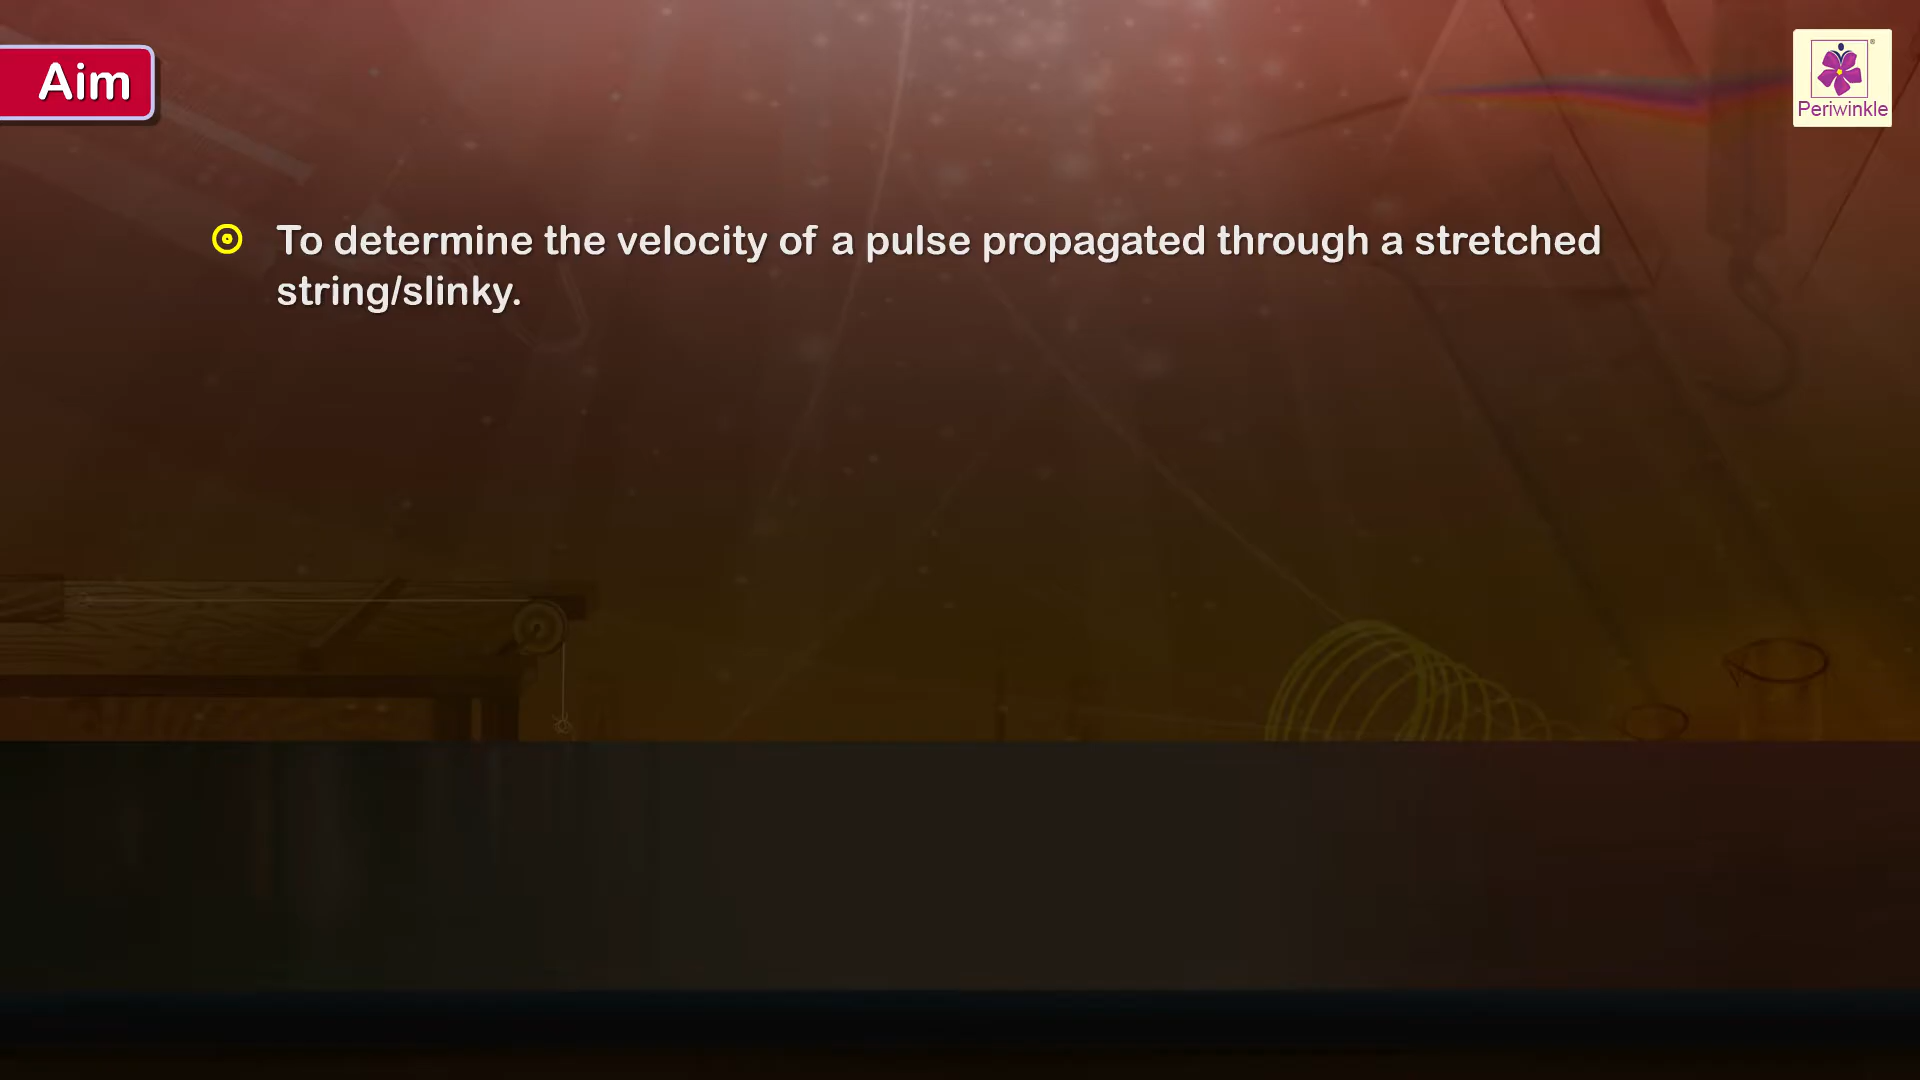 Aim
Periwinkle
To determine the velocity of a pulse propagated through a stretched
string/slinky.